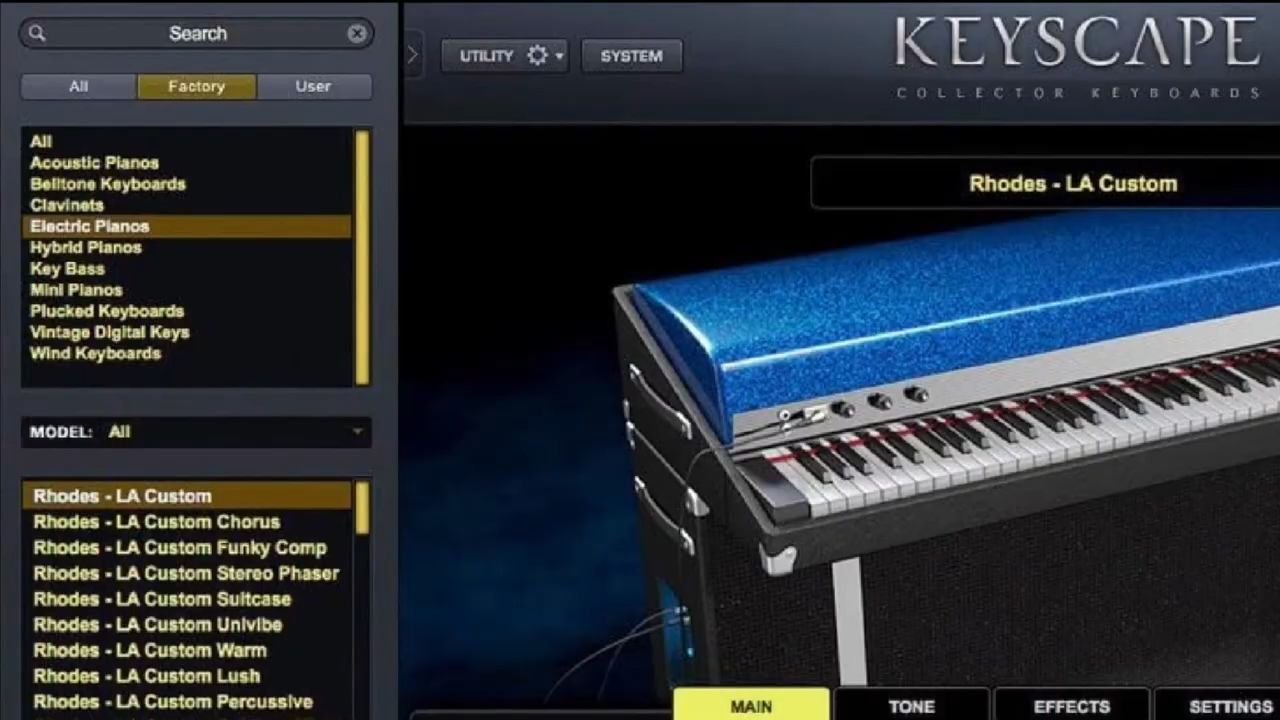 Search
All
Factory
User
All
Acoustic Pianos
Belltone Keyboards
Clavinets
Electric Pianos
Hybrid Pianos
Key Bass
Mini Pianos
Plucked Keyboards
Vintage Digital Keys
Wind Keyboards
MODEL: All
Rhodes - LA Custom
Rhodes - LA Custom Chorus
Rhodes - LA Custom Funky Comp
Rhodes - LA Custom Stereo Phaser
Rhodes - LA Custom Suitcase
Rhodes - LA Custom Univibe
Rhodes - LA Custom Warm
Rhodes - LA Custom Lush
Rhodes - LA Custom Percussive
UTILITY
SYSTEM
KEYSCAPE
COLLECTOR KEYBOARDS
Rhodes - LA Custom
MAIN
TONE
EFFECTS
SETTINGS